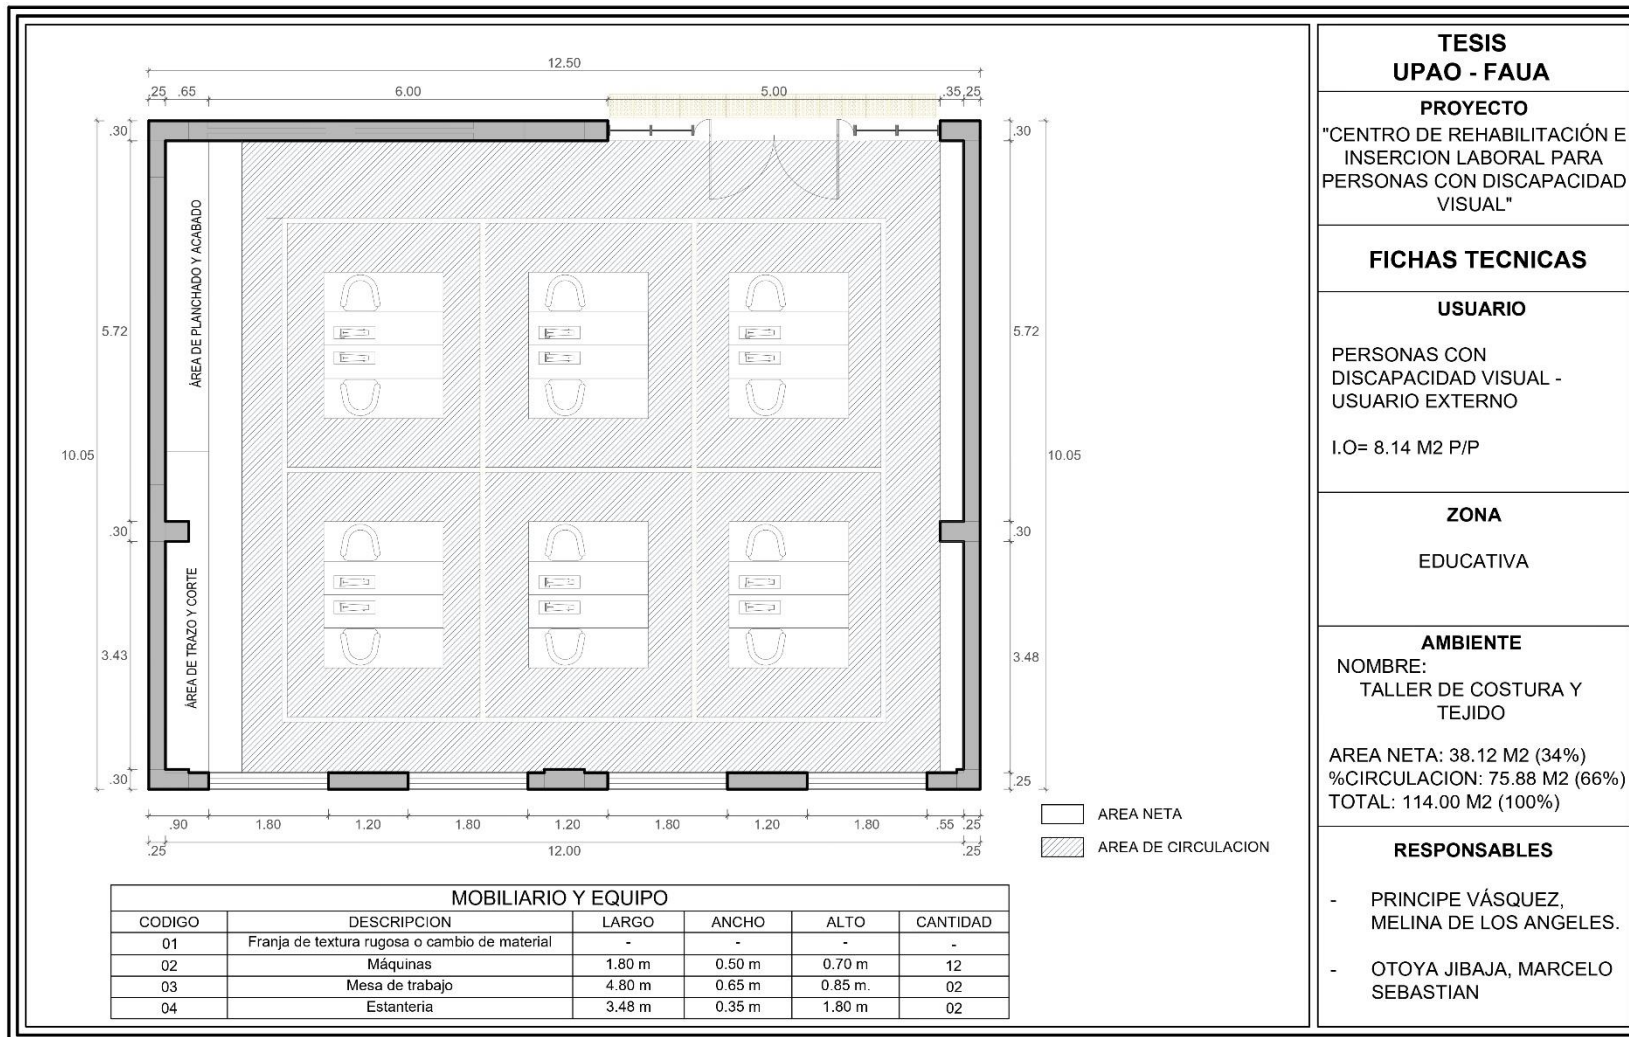 12.50
.25 .65 6.00 5.00 .35 .25
.30 .30
ÁREA DE PLANCHADO Y ACABADO
5.72 5.72
10.05 10.05
.30 .30
ÁREA DE TRAZO Y CORTE
3.43 3.48
.30 .25
.90 1.80 1.20 1.80 1.20 1.80 1.20 1.80 .55 .25
.25 12.00 .25
AREA NETA
AREA DE CIRCULACION
MOBILIARIO Y EQUIPO
CODIGO DESCRIPCION LARGO ANCHO ALTO CANTIDAD
01 Franja de textura rugosa o cambio de material - - - -
02 Máquinas 1.80 m 0.50 m 0.70 m 12
03 Mesa de trabajo 4.80 m 0.65 m 0.85 m. 02
04 Estanteria 3.48 m 0.35 m 1.80 m 02
TESIS
UPAO - FAUA
PROYECTO
"CENTRO DE REHABILITACIÓN E
INSERCION LABORAL PARA
PERSONAS CON DISCAPACIDAD
VISUAL"
FICHAS TECNICAS
USUARIO
PERSONAS CON
DISCAPACIDAD VISUAL -
USUARIO EXTERNO
I.O= 8.14 M2 P/P
ZONA
EDUCATIVA
AMBIENTE
NOMBRE:
TALLER DE COSTURA Y
TEJIDO
AREA NETA: 38.12 M2 (34%)
%CIRCULACION: 75.88 M2 (66%)
TOTAL: 114.00 M2 (100%)
RESPONSABLES
- PRINCIPE VÁSQUEZ,
MELINA DE LOS ANGELES.
- OTOYA JIBAJA, MARCELO
SEBASTIAN